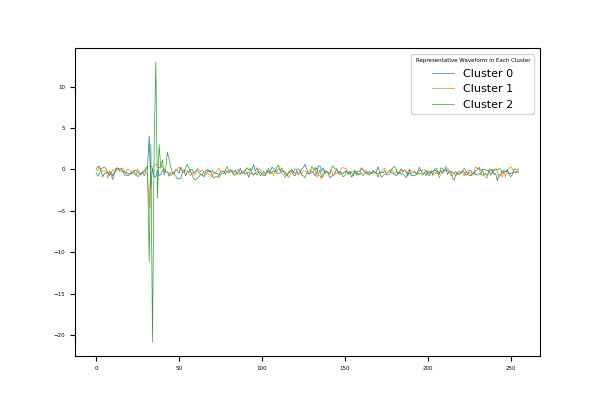 Representative Waveform in Each Cluster
Cluster 0
Cluster 1
Cluster 2
10
5
0
−5
−10
−15
−20
0 50 100 150 200 250